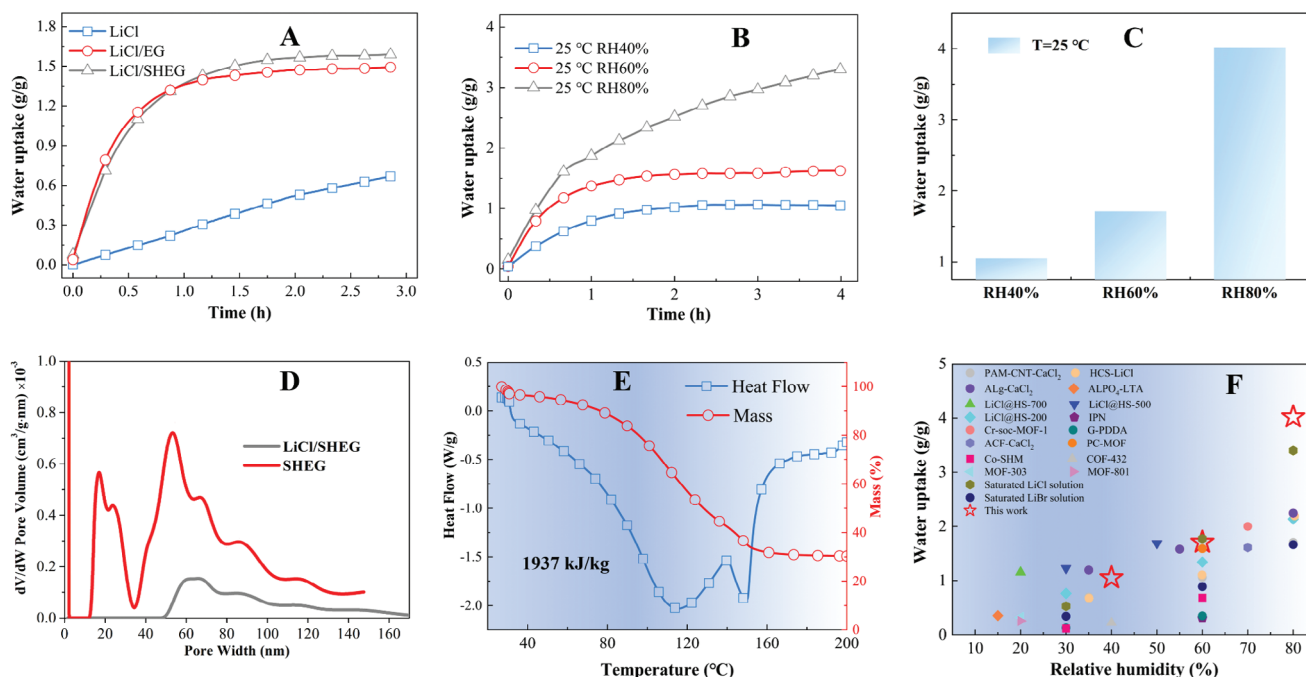 A
LiCl
LiCl/EG
LiCl/SHEG
Water uptake (g/g)
1.8
1.5
1.2
0.9
0.6
0.3
0.0
0.0 0.5 1.0 1.5 2.0 2.5 3.0
Time (h)
B
25 ℃ RH40%
25 ℃ RH60%
25 ℃ RH80%
Water uptake (g/g)
4
3
2
1
0
0 1 2 3 4
Time (h)
C
T=25 ℃
Water uptake (g/g)
4
3
2
1
RH40% RH60% RH80%
D
LiCl/SHEG
SHEG
dV/dW Pore Volume (cm³/g·nm) ×10⁻³
1.0
0.8
0.6
0.4
0.2
0.0
0 20 40 60 80 100 120 140 160
Pore Width (nm)
E
Heat Flow
Mass
1937 kJ/kg
Heat Flow (W/g)
0.5
0.0
-0.5
-1.0
-1.5
-2.0
Mass (%)
100
80
60
40
20
10
0
40 80 120 160 200
Temperature (℃)
F
PAM-CNT-CaCl₂ HCS-LiCl
ALg-CaCl₂ ALPO₄-LTA
LiCl@HS-700 LiCl@HS-500
LiCl@HS-200 IPN
Cr-soc-MOF-1 G-PDDA
ACF-CaCl₂ PC-MOF
Co-SHM COF-432
MOF-303 MOF-801
Saturated LiCl solution
Saturated LiBr solution
This work
Water uptake (g/g)
5
4
3
2
1
0
10 20 30 40 50 60 70 80
Relative humidity (%)